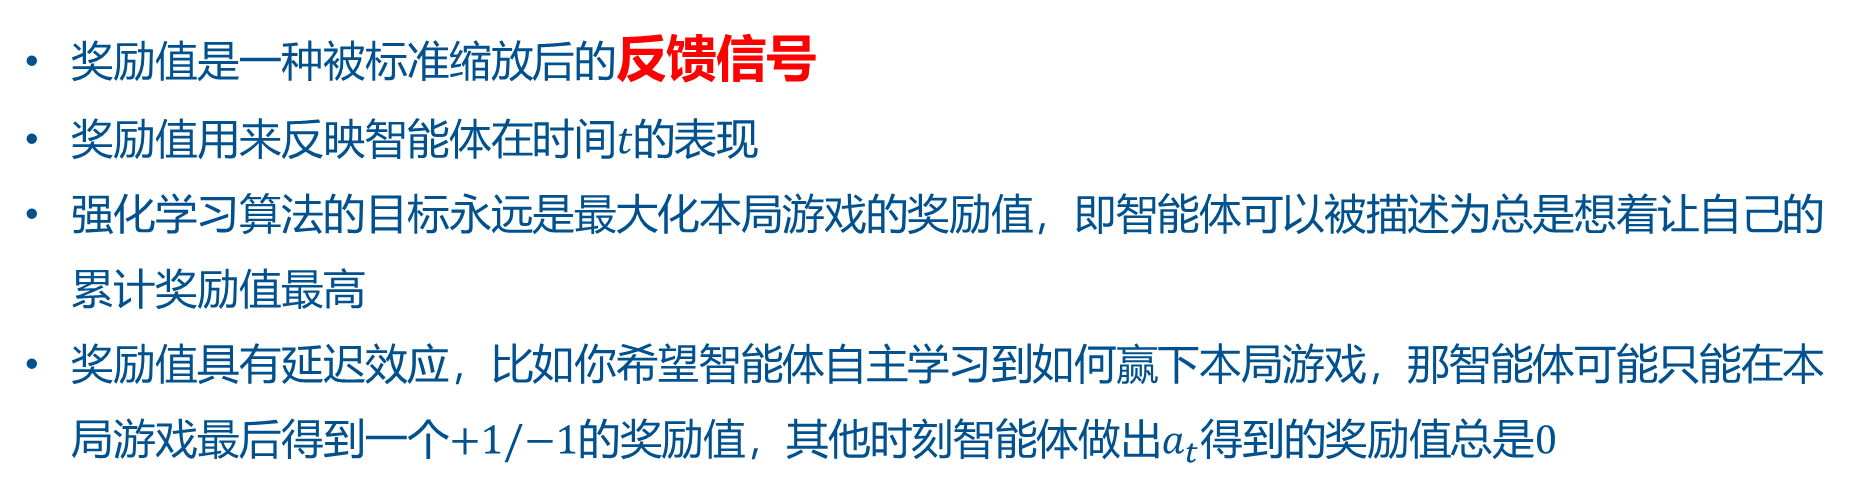 • 奖励值是一种被标准缩放后的反馈信号
• 奖励值用来反映智能体在时间t的表现
• 强化学习算法的目标永远是最大化本局游戏的奖励值，即智能体可以被描述为总是想着让自己的
累计奖励值最高
• 奖励值具有延迟效应，比如你希望智能体自主学习到如何赢下本局游戏，那智能体可能只能在本
局游戏最后得到一个+1/−1的奖励值，其他时刻智能体做出aₜ得到的奖励值总是0